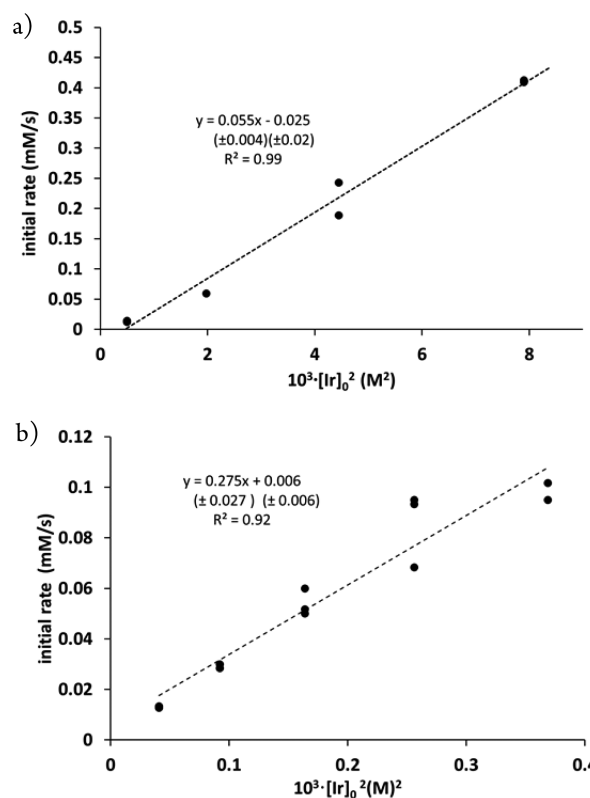 a)
0.5
0.45
0.4
0.35
0.3
0.25
0.2
0.15
0.1
0.05
0
initial rate (mM/s)
y = 0.055x - 0.025
(±0.004)(±0.02)
R² = 0.99
0 2 4 6 8
10³·[Ir]₀² (M²)
b)
0.12
0.1
0.08
0.06
0.04
0.02
0
initial rate (mM/s)
y = 0.275x + 0.006
(± 0.027 ) (± 0.006)
R² = 0.92
0 0.1 0.2 0.3 0.4
10³·[Ir]₀²(M)²